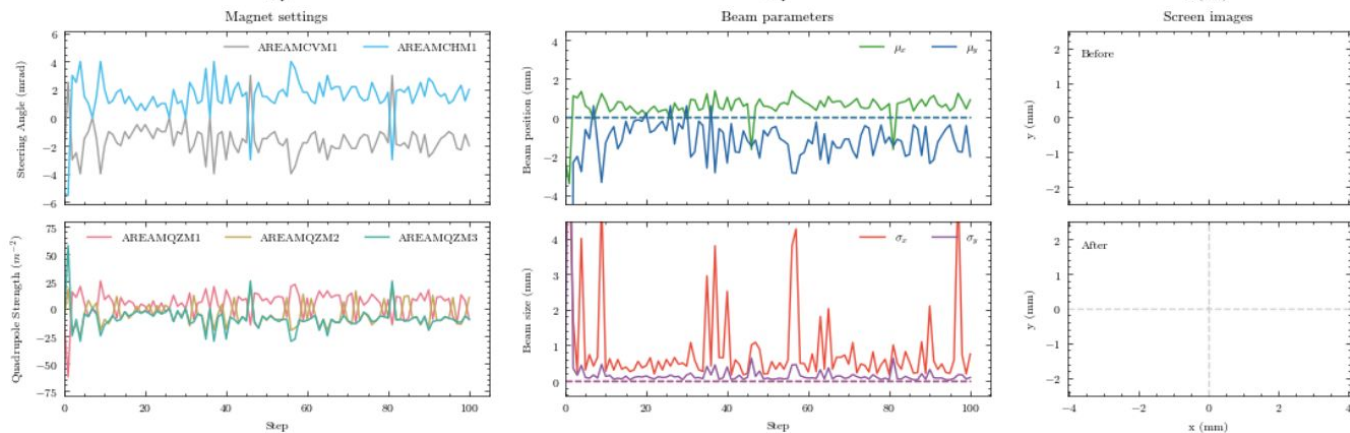 Magnet settings
AREAMCVM1 AREAMCHM1
Steering Angle (mrad)
6
4
2
0
−2
−4
−6
AREAMQZM1 AREAMQZM2 AREAMQZM3
Quadrupole Strength (m⁻²)
75
50
25
0
−25
−50
−75
0 20 40 60 80 100
Step
Beam parameters
μx μy
Beam position (mm)
4
2
0
−2
−4
σx σy
Beam size (mm)
4
3
2
1
0
0 20 40 60 80 100
Step
Screen images
Before
y (mm)
2
1
0
−1
−2
After
y (mm)
2
1
0
−1
−2
−4 −2 0 2 4
x (mm)